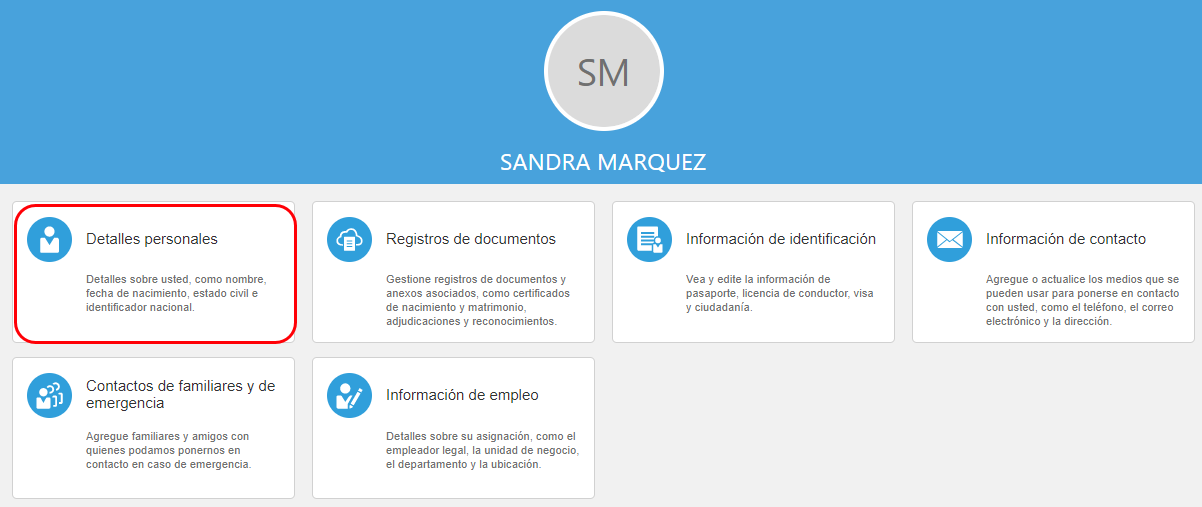 SM
SANDRA MARQUEZ
Detalles personales
Detalles sobre usted, como nombre,
fecha de nacimiento, estado civil e
identificador nacional.
Registros de documentos
Gestione registros de documentos y
anexos asociados, como certificados
de nacimiento y matrimonio,
adjudicaciones y reconocimientos.
Información de identificación
Vea y edite la información de
pasaporte, licencia de conductor, visa
y ciudadanía.
Información de contacto
Agregue o actualice los medios que se
pueden usar para ponerse en contacto
con usted, como el teléfono, el correo
electrónico y la dirección.
Contactos de familiares y de
emergencia
Agregue familiares y amigos con
quienes podamos ponernos en
contacto en caso de emergencia.
Información de empleo
Detalles sobre su asignación, como el
empleador legal, la unidad de negocio,
el departamento y la ubicación.